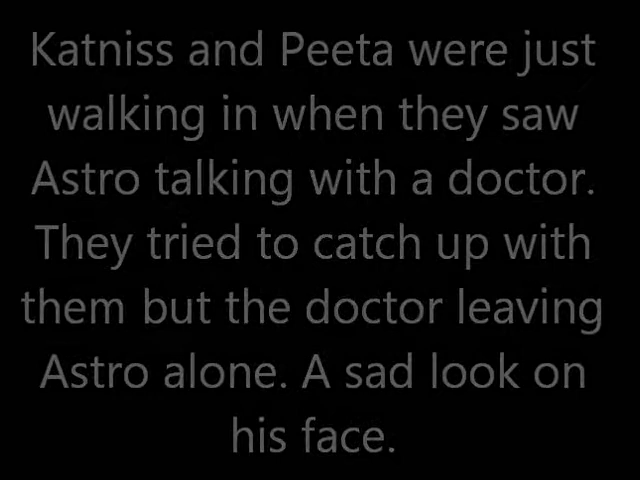 Katniss and Peeta were just
walking in when they saw
Astro talking with a doctor.
They tried to catch up with
them but the doctor leaving
Astro alone. A sad look on
his face.